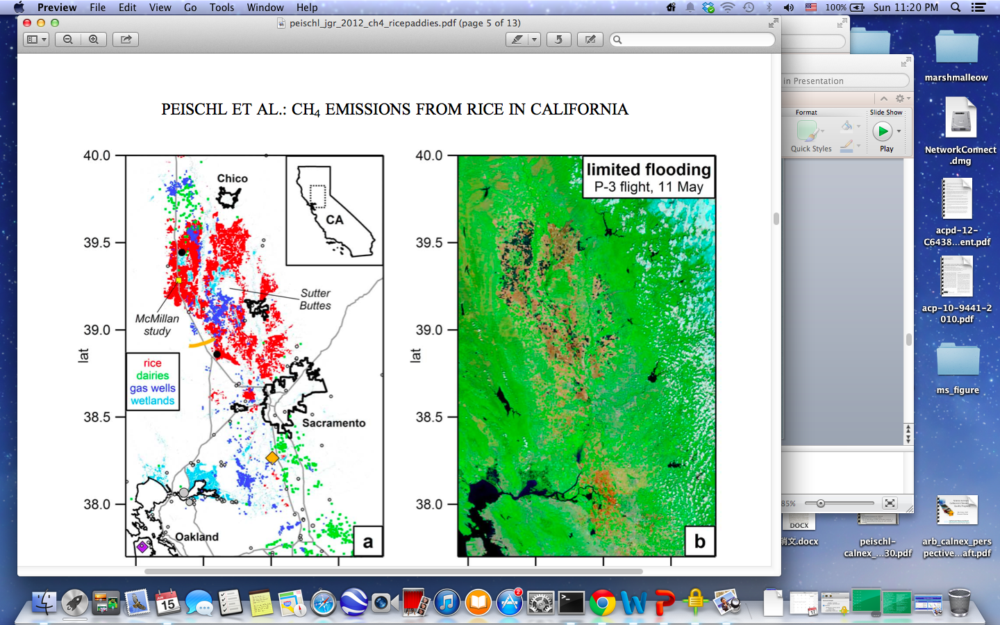 Preview File Edit View Go Tools Window Help
100% Sun 11:20 PM
peischl_jgr_2012_ch4_ricepaddies.pdf (page 5 of 13)
PEISCHL ET AL.: CH4 EMISSIONS FROM RICE IN CALIFORNIA
40.0
39.5
39.0
38.5
38.0
lat
Chico
CA
Sutter
Buttes
McMillan
study
rice
dairies
gas wells
wetlands
Sacramento
Oakland
a
40.0
39.5
39.0
38.5
38.0
lat
limited flooding
P-3 flight, 11 May
b
in Presentation
Format
Slide Show
Quick Styles
Play
85%
marshmalleow
NetworkConnect
.dmg
acpd-12-
C6438...ent.pdf
acp-10-9441-2
010.pdf
ms_figure
DOCX
文.docx
peischl-
calnex_...30.pdf
arb_calnex_pers
pective...aft.pdf
JUN
15
2
17